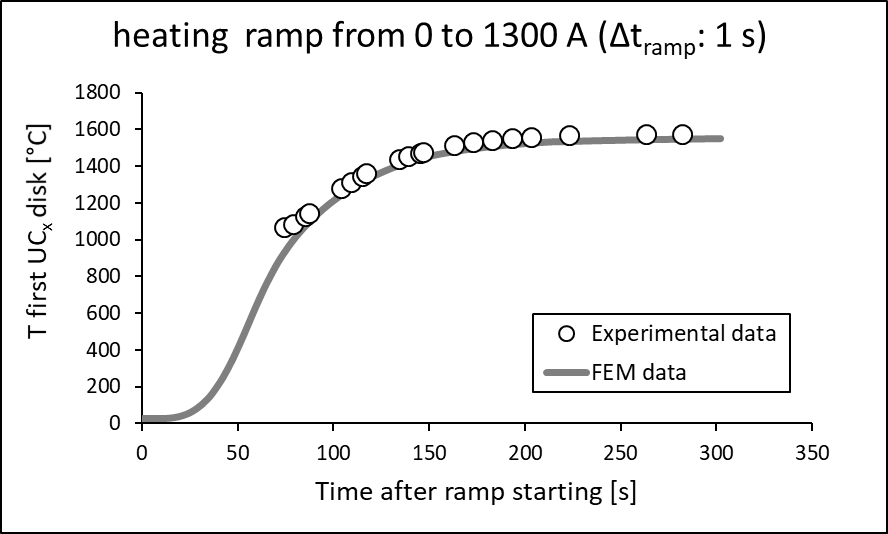 heating ramp from 0 to 1300 A (Δtramp: 1 s)
1800
1600
1400
1200
1000
800
600
400
200
0
T first UCx disk [°C]
Experimental data
FEM data
0 50 100 150 200 250 300 350
Time after ramp starting [s]